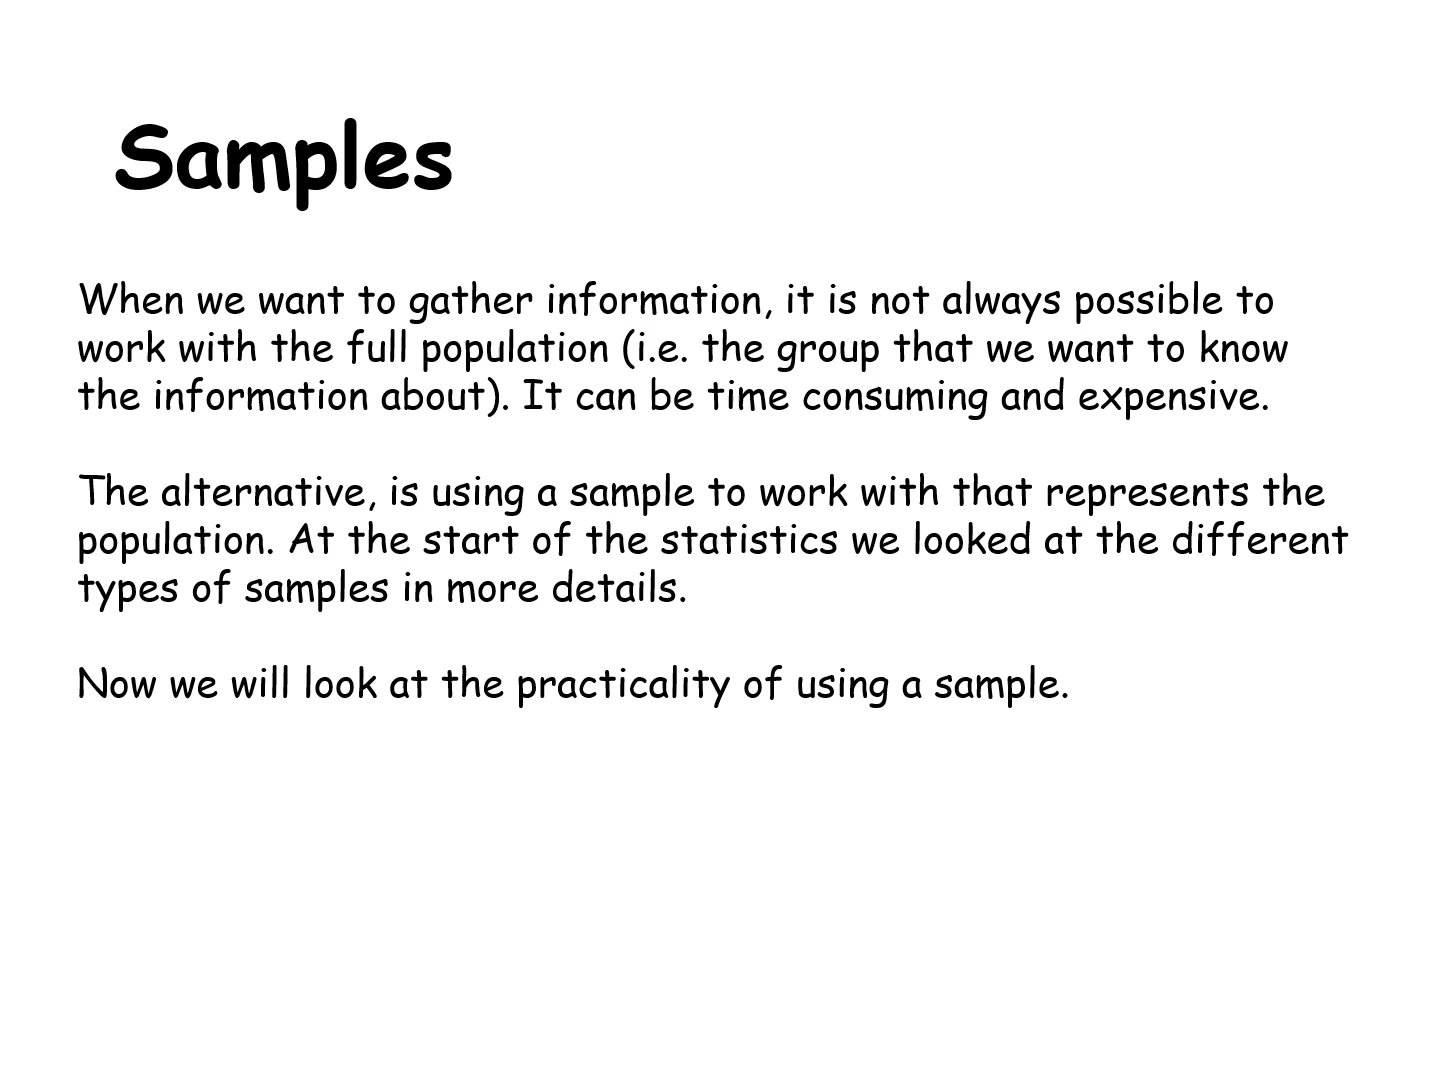 Samples
When we want to gather information, it is not always possible to
work with the full population (i.e. the group that we want to know
the information about). It can be time consuming and expensive.
The alternative, is using a sample to work with that represents the
population. At the start of the statistics we looked at the different
types of samples in more details.
Now we will look at the practicality of using a sample.